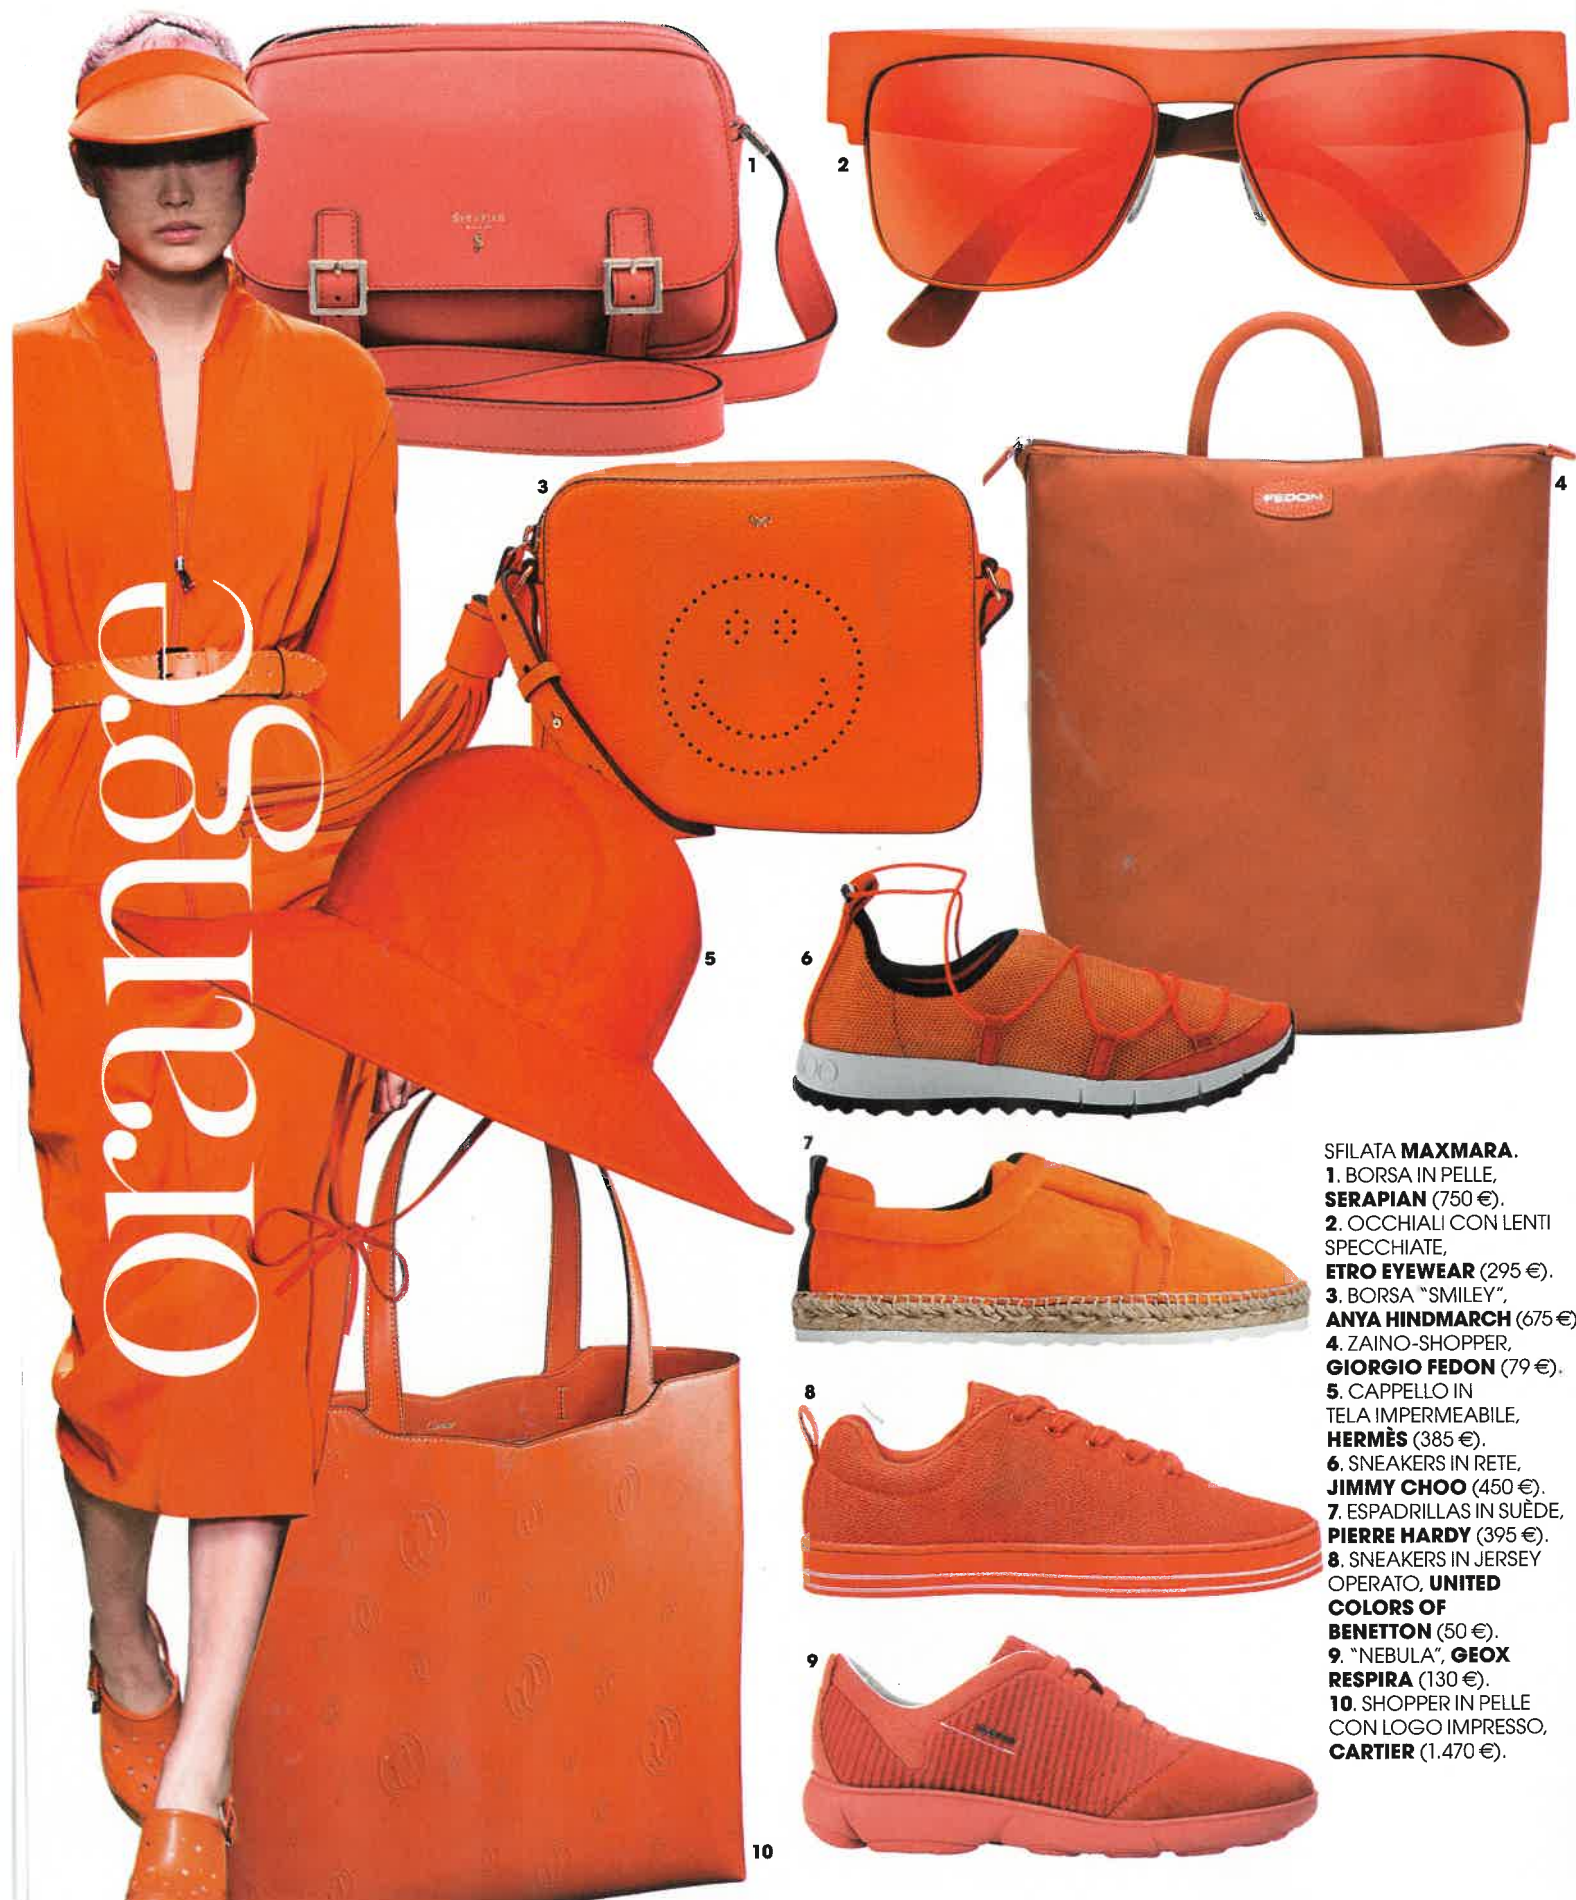 orange
SERAPIAN
1
2
3
FEDON
4
5
6
7
8
9
10
SFILATA MAXMARA.
1. BORSA IN PELLE,
SERAPIAN (750 €).
2. OCCHIALI CON LENTI
SPECCHIATE,
ETRO EYEWEAR (295 €).
3. BORSA "SMILEY",
ANYA HINDMARCH (675 €)
4. ZAINO-SHOPPER,
GIORGIO FEDON (79 €).
5. CAPPELLO IN
TELA IMPERMEABILE,
HERMÈS (385 €).
6. SNEAKERS IN RETE,
JIMMY CHOO (450 €).
7. ESPADRILLAS IN SUÈDE,
PIERRE HARDY (395 €).
8. SNEAKERS IN JERSEY
OPERATO, UNITED
COLORS OF
BENETTON (50 €).
9. "NEBULA", GEOX
RESPIRA (130 €).
10. SHOPPER IN PELLE
CON LOGO IMPRESSO,
CARTIER (1.470 €).